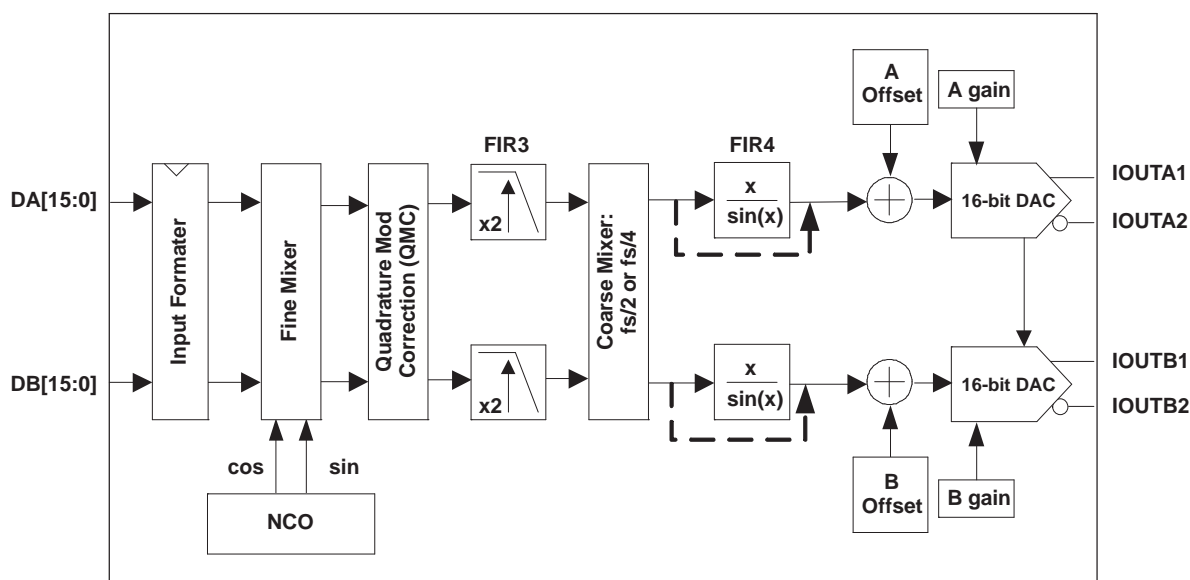 A
Offset
A gain
FIR3
FIR4
DA[15:0]
DB[15:0]
Input Formater
Fine Mixer
Quadrature Mod
Correction (QMC)
x2
x2
Coarse Mixer:
fs/2 or fs/4
x
sin(x)
x
sin(x)
16-bit DAC
IOUTA1
IOUTA2
16-bit DAC
IOUTB1
IOUTB2
cos
sin
NCO
B
Offset
B gain